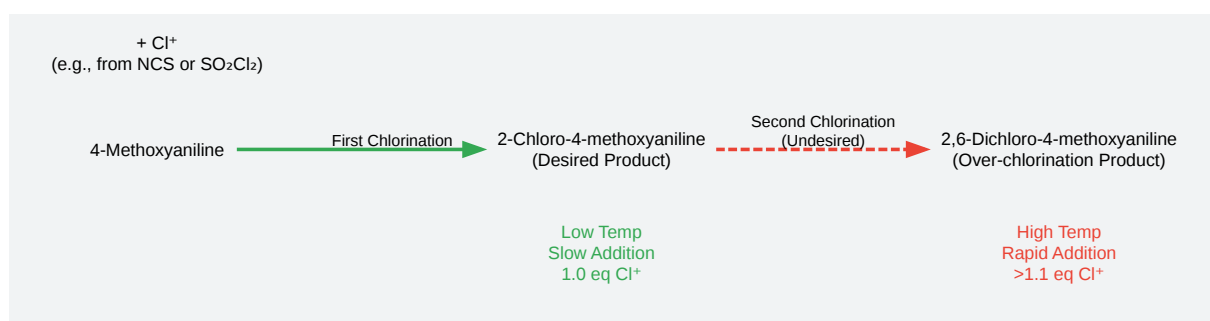 + Cl⁺
(e.g., from NCS or SO₂Cl₂)
4-Methoxyaniline
First Chlorination
2-Chloro-4-methoxyaniline
(Desired Product)
Second Chlorination
(Undesired)
2,6-Dichloro-4-methoxyaniline
(Over-chlorination Product)
Low Temp
Slow Addition
1.0 eq Cl⁺
High Temp
Rapid Addition
>1.1 eq Cl⁺